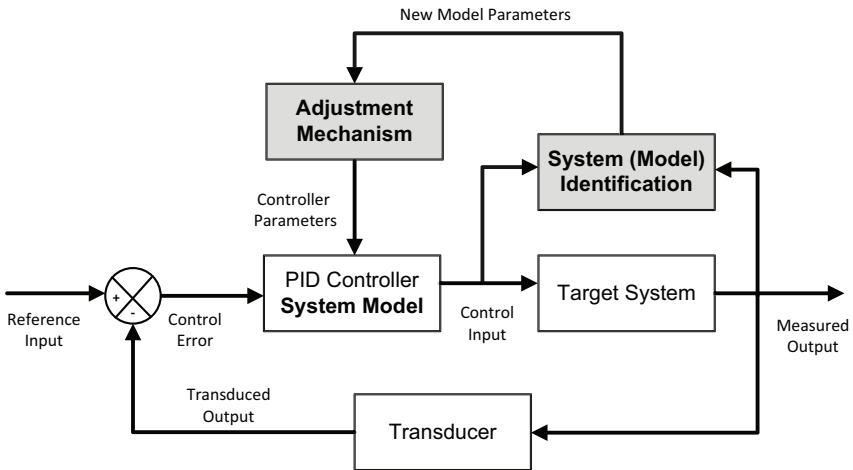 New Model Parameters
Adjustment
Mechanism
System (Model)
Identification
Controller
Parameters
PID Controller
System Model
Target System
+
-
Reference
Input
Control
Error
Control
Input
Measured
Output
Transduced
Output
Transducer